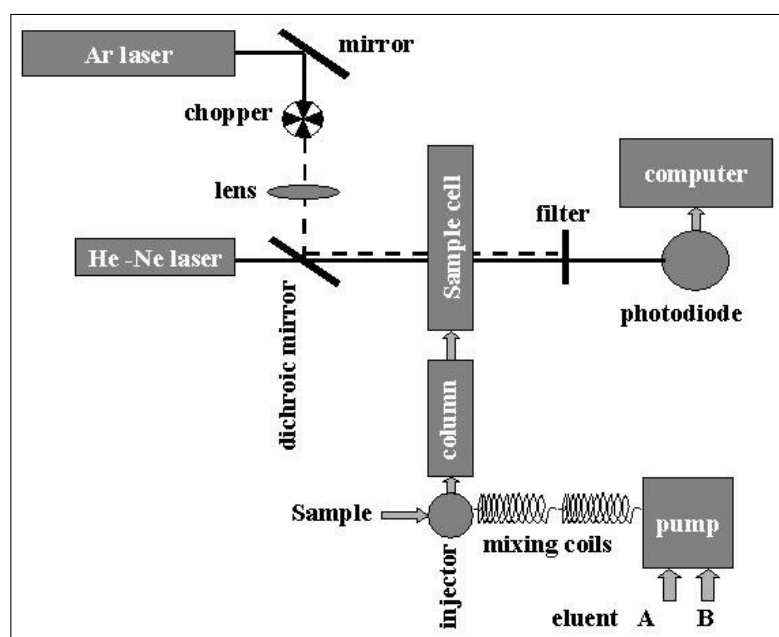 Ar laser
mirror
chopper
lens
computer
filter
Sample cell
He -Ne laser
photodiode
dichroic mirror
column
Sample
injector
mixing coils
pump
eluent A B